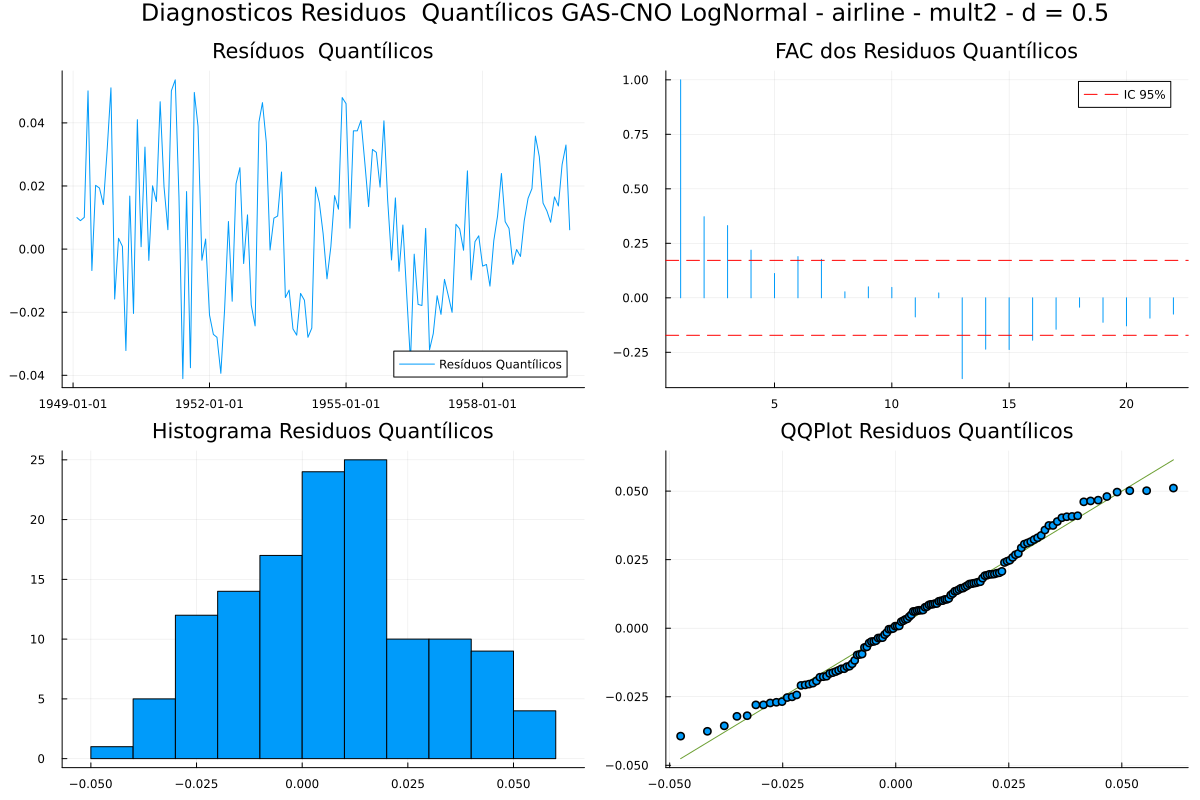 Diagnosticos Residuos  Quantílicos GAS-CNO LogNormal - airline - mult2 - d = 0.5
Resíduos  Quantílicos
0.04
0.02
0.00
−0.02
−0.04
Resíduos Quantílicos
1949-01-01 1952-01-01 1955-01-01 1958-01-01
FAC dos Residuos Quantílicos
1.00
0.75
0.50
0.25
0.00
−0.25
IC 95%
5 10 15 20
Histograma Residuos Quantílicos
25
20
15
10
5
0
−0.050 −0.025 0.000 0.025 0.050
QQPlot Residuos Quantílicos
0.050
0.025
0.000
−0.025
−0.050
−0.050 −0.025 0.000 0.025 0.050